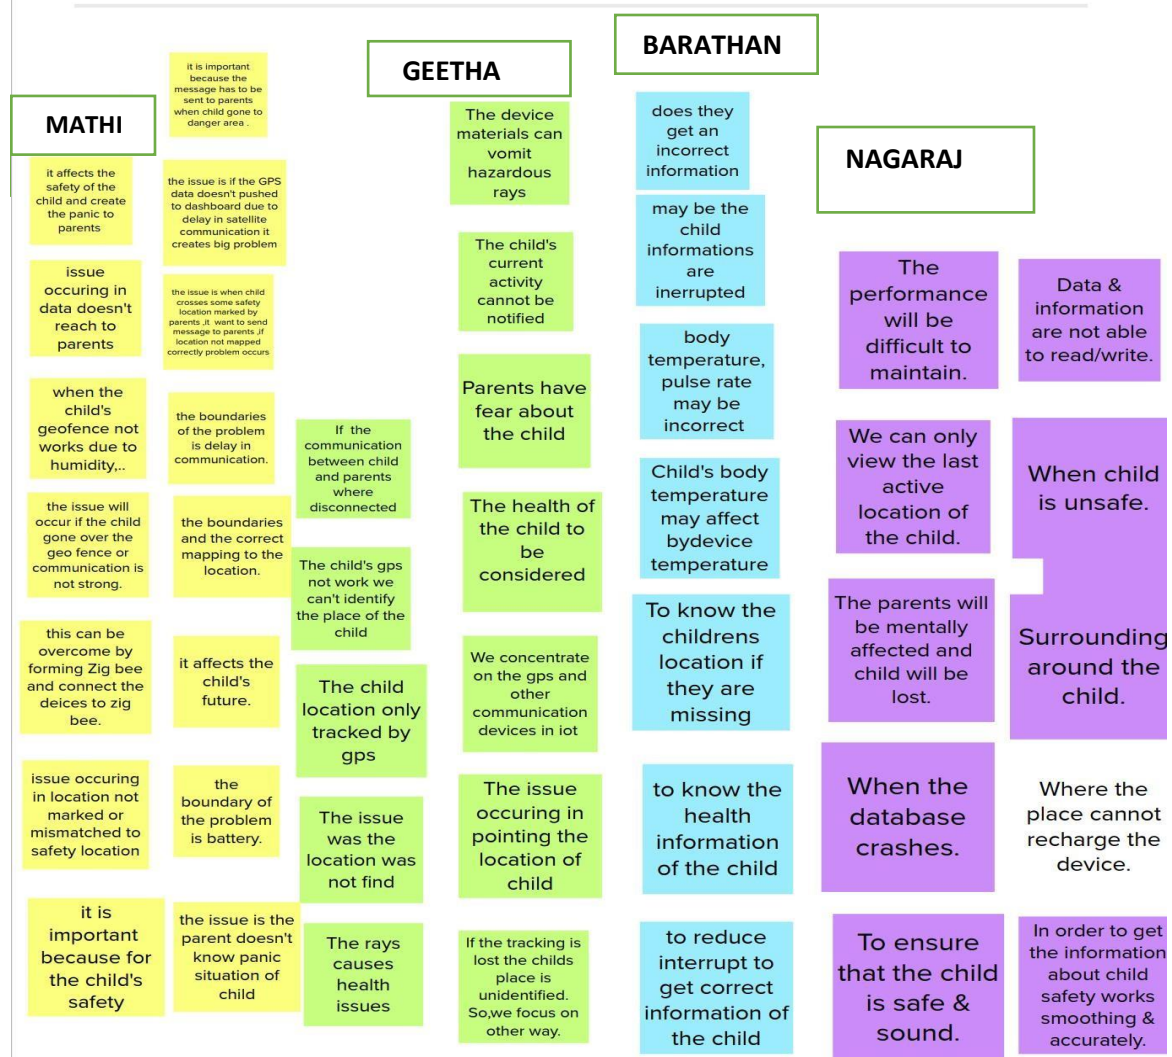 MATHI
it affects the
safety of the
child and create
the panic to
parents
issue
occuring in
data doesn't
reach to
parents
when the
child's
geofence not
works due to
humidity,..
the issue will
occur if the child
gone over the
geo fence or
communication is
not strong.
this can be
overcome by
forming Zig bee
and connect the
deices to zig
bee.
issue occuring
in location not
marked or
mismatched to
safety location
it is
important
because for
the child's
safety
it is important
because the
message has to be
sent to parents
when child gone to
danger area .
the issue is if the GPS
data doesn't pushed
to dashboard due to
delay in satellite
communication it
creates big problem
the issue is when child
crosses some safety
location marked by
parents ,it want to send
message to parents ,if
location not mapped
correctly problem occurs
the boundaries
of the problem
is delay in
communication.
the boundaries
and the correct
mapping to the
location.
it affects the
child's
future.
the
boundary of
the problem
is battery.
the issue is the
parent doesn't
know panic
situation of
child
GEETHA
If the
communication
between child
and parents
where
disconnected
The child's gps
not work we
can't identify
the place of the
child
The child
location only
tracked by
gps
The issue
was the
location was
not find
The rays
causes
health
issues
The device
materials can
vomit
hazardous
rays
The child's
current
activity
cannot be
notified
Parents have
fear about
the child
The health of
the child to
be
considered
We concentrate
on the gps and
other
communication
devices in iot
The issue
occuring in
pointing the
location of
child
If the tracking is
lost the childs
place is
unidentified.
So,we focus on
other way.
BARATHAN
does they
get an
incorrect
information
may be the
child
informations
are
inerrupted
body
temperature,
pulse rate
may be
incorrect
Child's body
temperature
may affect
bydevice
temperature
To know the
childrens
location if
they are
missing
to know the
health
information
of the child
to reduce
interrupt to
get correct
information of
the child
NAGARAJ
The
performance
will be
difficult to
maintain.
We can only
view the last
active
location of
the child.
The parents will
be mentally
affected and
child will be
lost.
When the
database
crashes.
To ensure
that the child
is safe &
sound.
Data &
information
are not able
to read/write.
When child
is unsafe.
Surrounding
around the
child.
Where the
place cannot
recharge the
device.
In order to get
the information
about child
safety works
smoothing &
accurately.